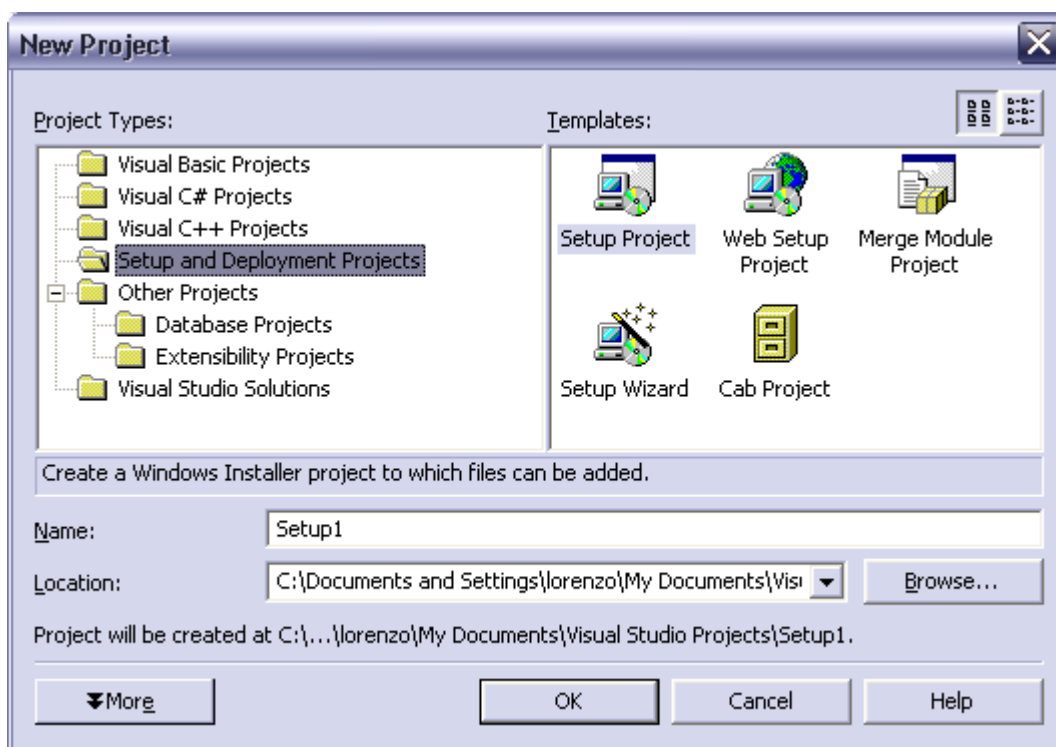 New Project
Project Types:
Templates:
Visual Basic Projects
Visual C# Projects
Visual C++ Projects
Setup and Deployment Projects
Other Projects
Database Projects
Extensibility Projects
Visual Studio Solutions
Setup Project
Web Setup
Project
Merge Module
Project
Setup Wizard
Cab Project
Create a Windows Installer project to which files can be added.
Name:
Setup1
Location:
C:\Documents and Settings\lorenzo\My Documents\Visu
Browse...
Project will be created at C:\...\lorenzo\My Documents\Visual Studio Projects\Setup1.
More
OK
Cancel
Help